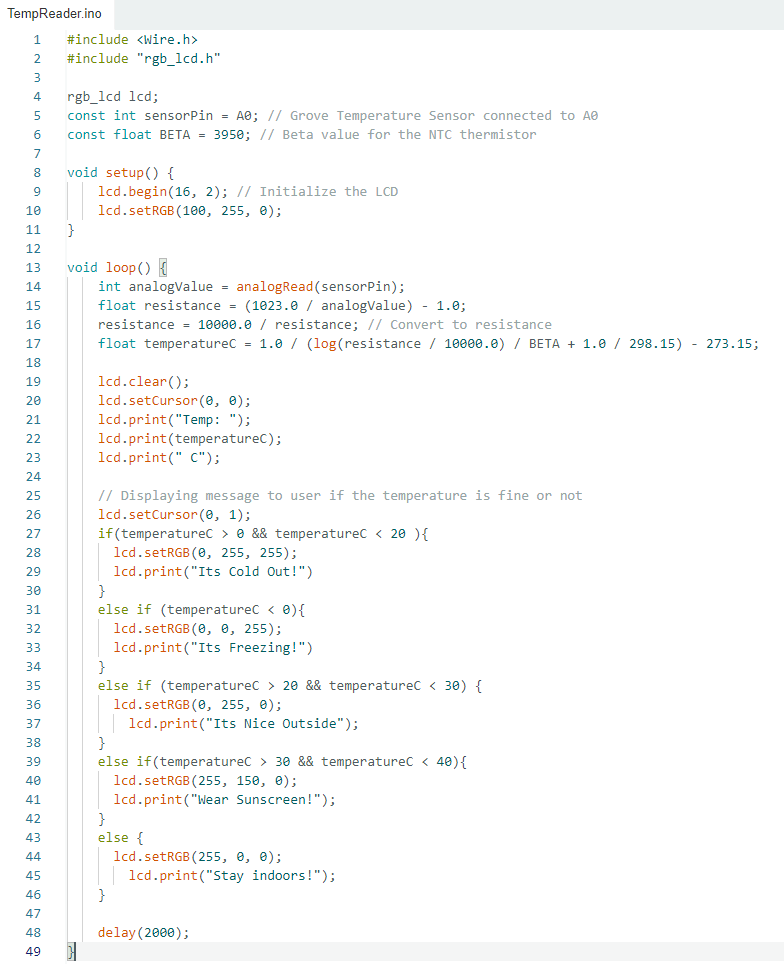 TempReader.ino
1 #include <Wire.h>
2 #include "rgb_lcd.h"
3
4 rgb_lcd lcd;
5 const int sensorPin = A0; // Grove Temperature Sensor connected to A0
6 const float BETA = 3950; // Beta value for the NTC thermistor
7
8 void setup() {
9     lcd.begin(16, 2); // Initialize the LCD
10     lcd.setRGB(100, 255, 0);
11 }
12
13 void loop() {
14     int analogValue = analogRead(sensorPin);
15     float resistance = (1023.0 / analogValue) - 1.0;
16     resistance = 10000.0 / resistance; // Convert to resistance
17     float temperatureC = 1.0 / (log(resistance / 10000.0) / BETA + 1.0 / 298.15) - 273.15;
18
19     lcd.clear();
20     lcd.setCursor(0, 0);
21     lcd.print("Temp: ");
22     lcd.print(temperatureC);
23     lcd.print(" C");
24
25     // Displaying message to user if the temperature is fine or not
26     lcd.setCursor(0, 1);
27     if(temperatureC > 0 && temperatureC < 20 ){
28       lcd.setRGB(0, 255, 255);
29       lcd.print("Its Cold Out!")
30     }
31     else if (temperatureC < 0){
32       lcd.setRGB(0, 0, 255);
33       lcd.print("Its Freezing!")
34     }
35     else if (temperatureC > 20 && temperatureC < 30) {
36       lcd.setRGB(0, 255, 0);
37         lcd.print("Its Nice Outside");
38     }
39     else if(temperatureC > 30 && temperatureC < 40){
40       lcd.setRGB(255, 150, 0);
41       lcd.print("Wear Sunscreen!");
42     }
43     else {
44       lcd.setRGB(255, 0, 0);
45         lcd.print("Stay indoors!");
46     }
47
48     delay(2000);
49 }